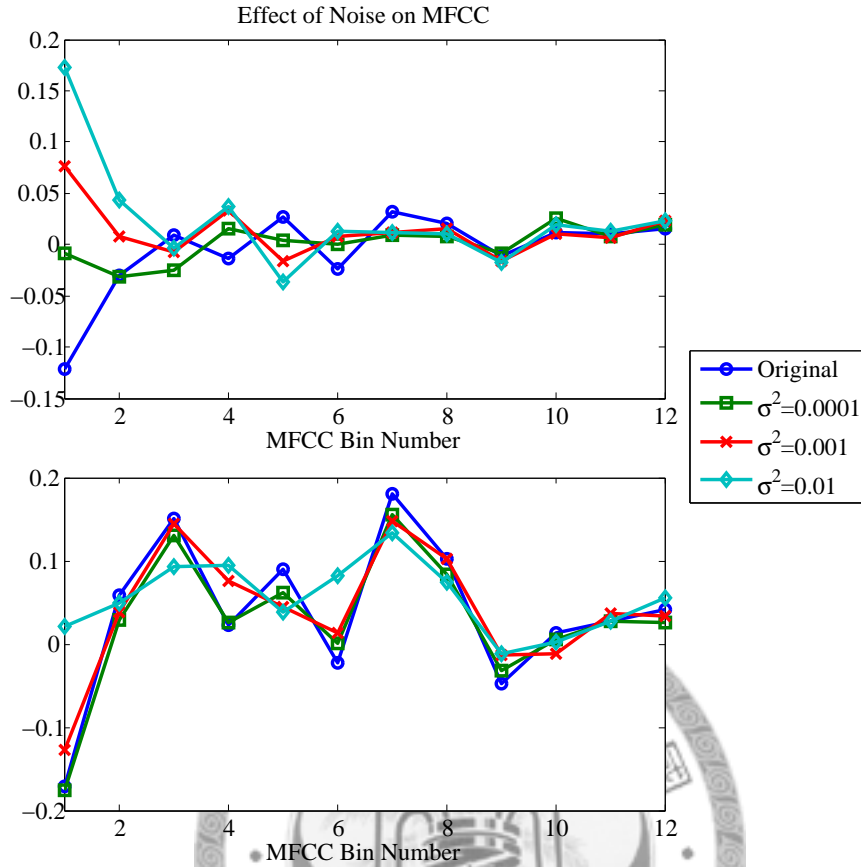 Effect of Noise on MFCC
0.2
0.15
0.1
0.05
0
−0.05
−0.1
−0.15
2 4 6 8 10 12
MFCC Bin Number
Original
σ²=0.0001
σ²=0.001
σ²=0.01
0.2
0.1
0
−0.1
−0.2
2 4 6 8 10 12
MFCC Bin Number